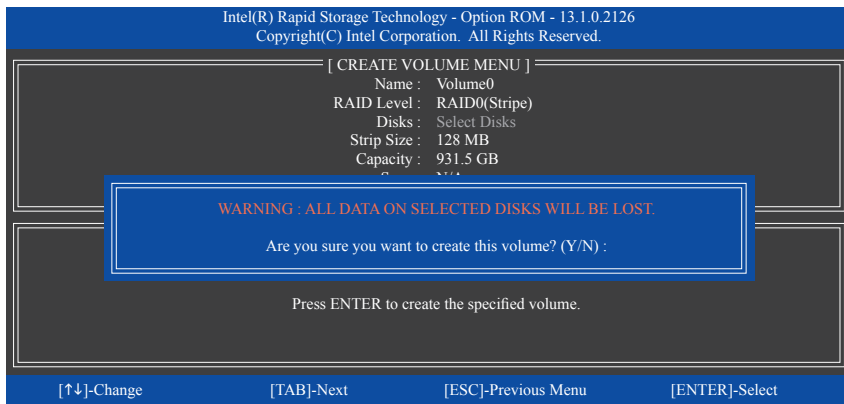 Intel(R) Rapid Storage Technology - Option ROM - 13.1.0.2126
Copyright(C) Intel Corporation. All Rights Reserved.
[ CREATE VOLUME MENU ]
Name : Volume0
RAID Level : RAID0(Stripe)
Disks : Select Disks
Strip Size : 128 MB
Capacity : 931.5 GB
WARNING : ALL DATA ON SELECTED DISKS WILL BE LOST.
Are you sure you want to create this volume? (Y/N) :
Press ENTER to create the specified volume.
[↑↓]-Change [TAB]-Next [ESC]-Previous Menu [ENTER]-Select